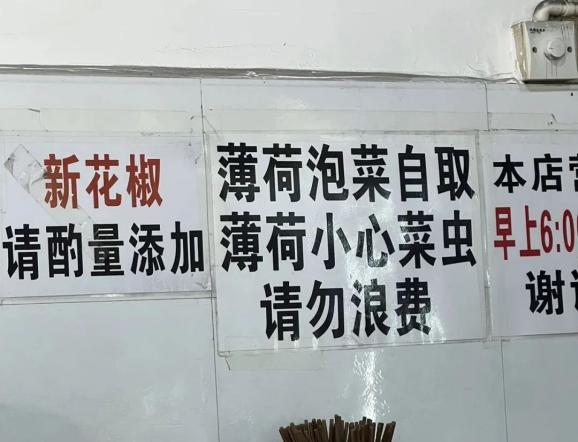 新花椒
请酌量添加
薄荷泡菜自取
薄荷小心菜虫
请勿浪费
本店
早上6:0
谢